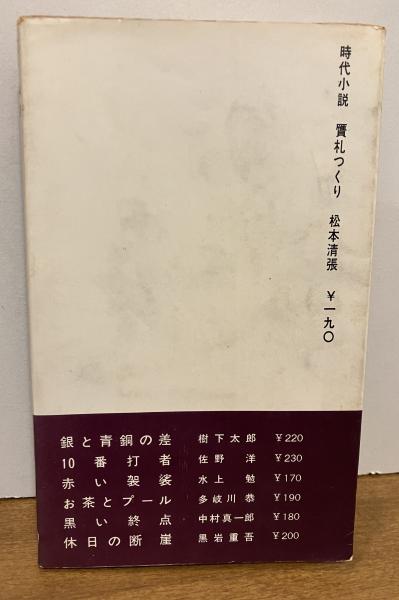 時代小説　贋札つくり　松本清張　￥一九〇
銀と青銅の差　樹下太郎　￥220
10番打者　佐野洋　￥230
赤い袈裟　水上勉　￥170
お茶とプール　多岐川恭　￥190
黒い終点　中村真一郎　￥180
休日の断崖　黒岩重吾　￥200